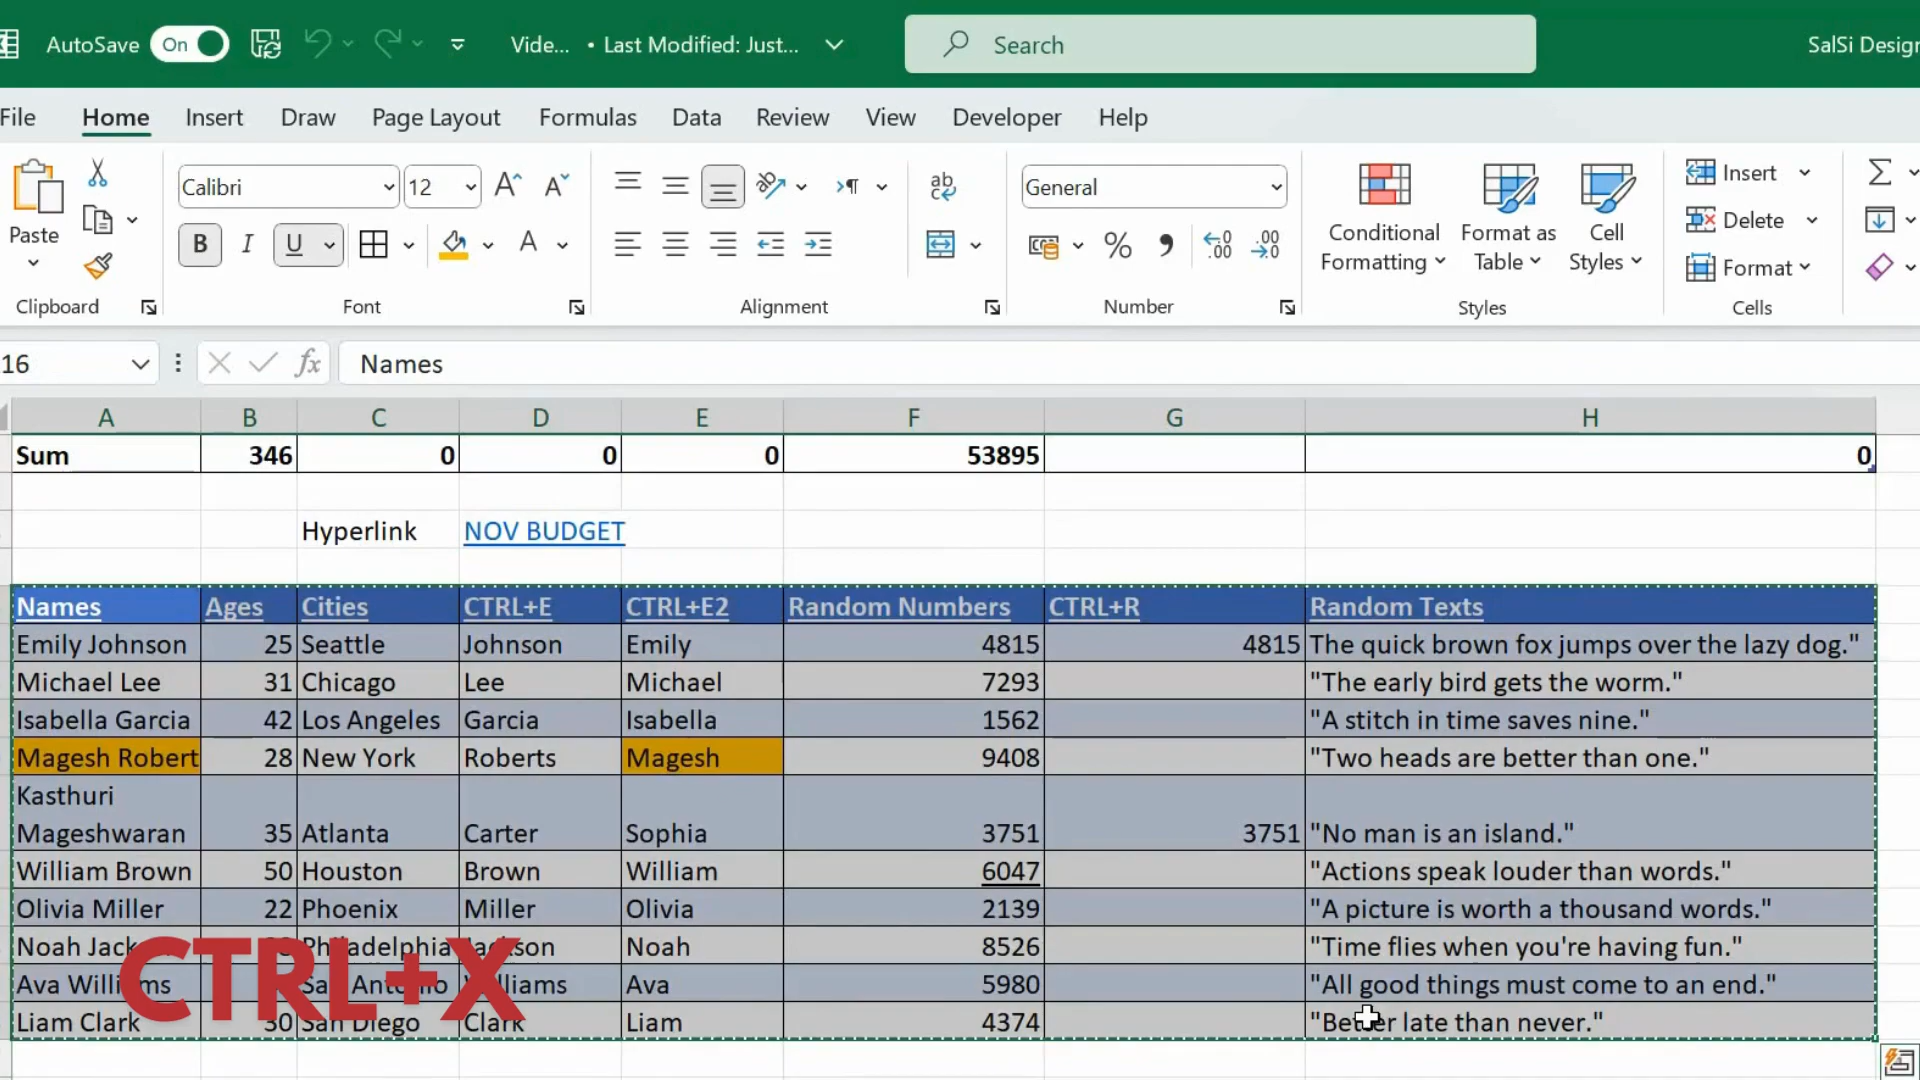 AutoSave On Vide... • Last Modified: Just... Search SalSi Design
File Home Insert Draw Page Layout Formulas Data Review View Developer Help
Calibri 12 General Insert
Paste B I U Conditional Formatting Format as Table Cell Styles Delete
Format
Clipboard Font Alignment Number Styles Cells
16 fx Names
A B C D E F G H
Sum 346 0 0 0 53895 0
Hyperlink NOV BUDGET
Names Ages Cities CTRL+E CTRL+E2 Random Numbers CTRL+R Random Texts
Emily Johnson 25 Seattle Johnson Emily 4815 4815 The quick brown fox jumps over the lazy dog."
Michael Lee 31 Chicago Lee Michael 7293 "The early bird gets the worm."
Isabella Garcia 42 Los Angeles Garcia Isabella 1562 "A stitch in time saves nine."
Magesh Robert 28 New York Roberts Magesh 9408 "Two heads are better than one."
Kasthuri
Mageshwaran 35 Atlanta Carter Sophia 3751 3751 "No man is an island."
William Brown 50 Houston Brown William 6047 "Actions speak louder than words."
Olivia Miller 22 Phoenix Miller Olivia 2139 "A picture is worth a thousand words."
Noah Philadelphia Jackson Noah 8526 "Time flies when you're having fun."
Ava Williams San Antonio Williams Ava 5980 "All good things must come to an end."
Liam Clark 30 San Diego Clark Liam 4374 "Better late than never."
CTRL+X